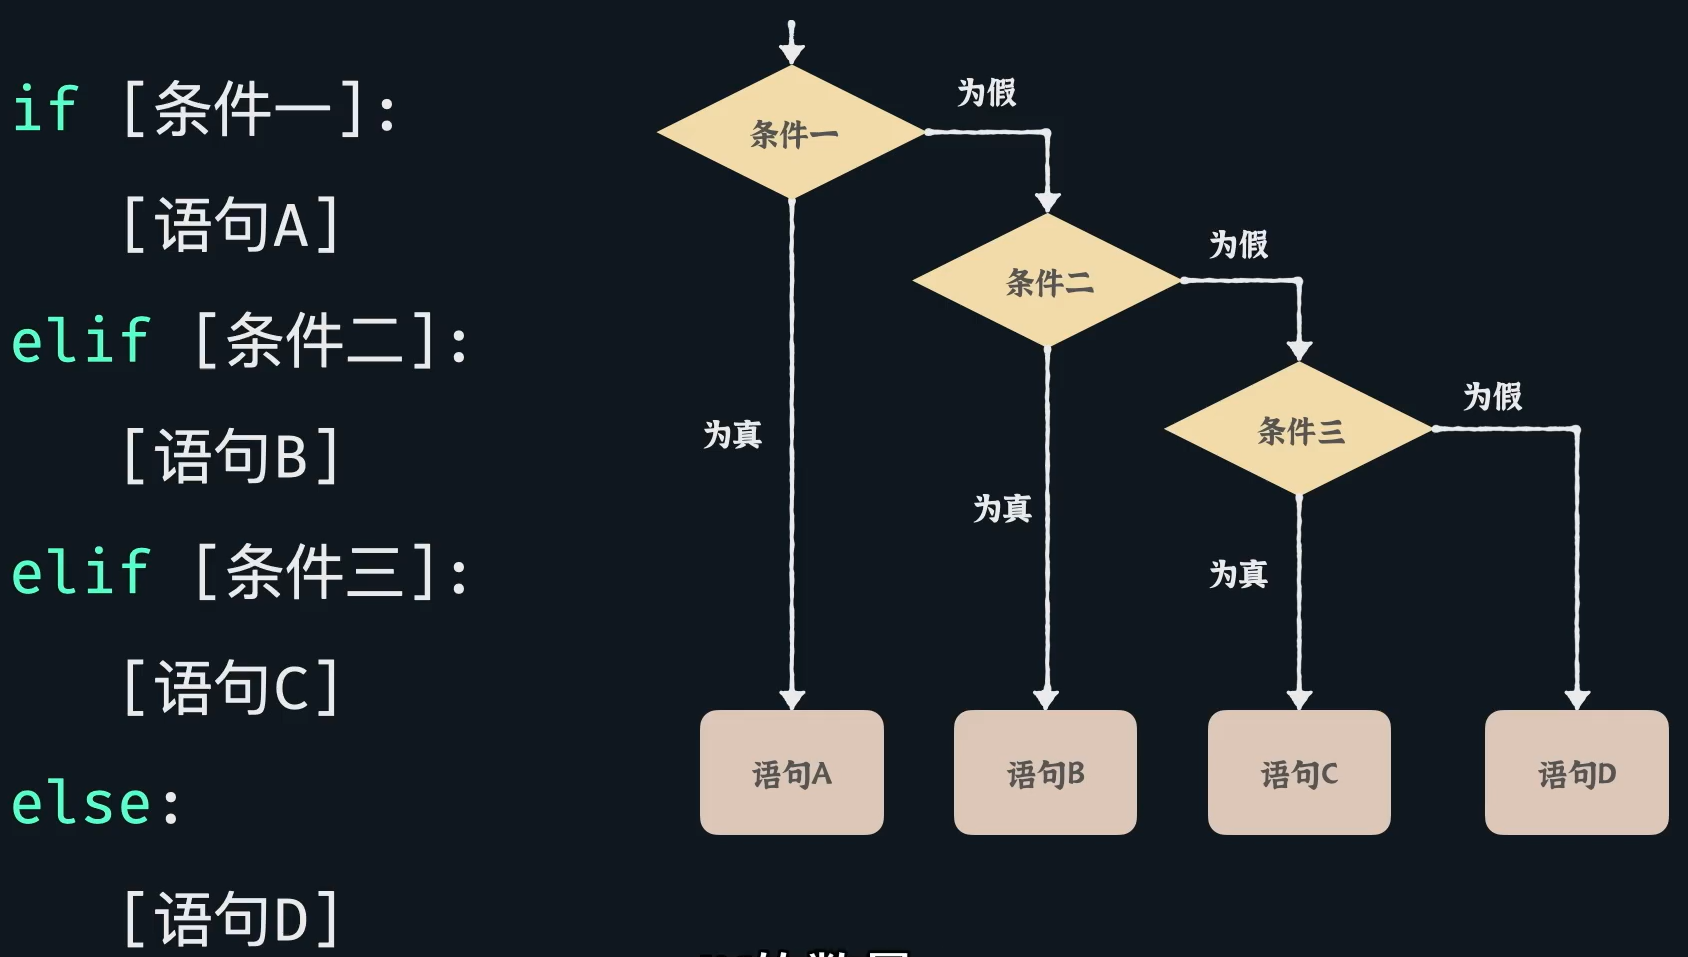 if [条件一]:
[语句A]
elif [条件二]:
[语句B]
elif [条件三]:
[语句C]
else:
[语句D]
条件一
为假
条件二
为假
条件三
为假
为真
为真
为真
语句A
语句B
语句C
语句D